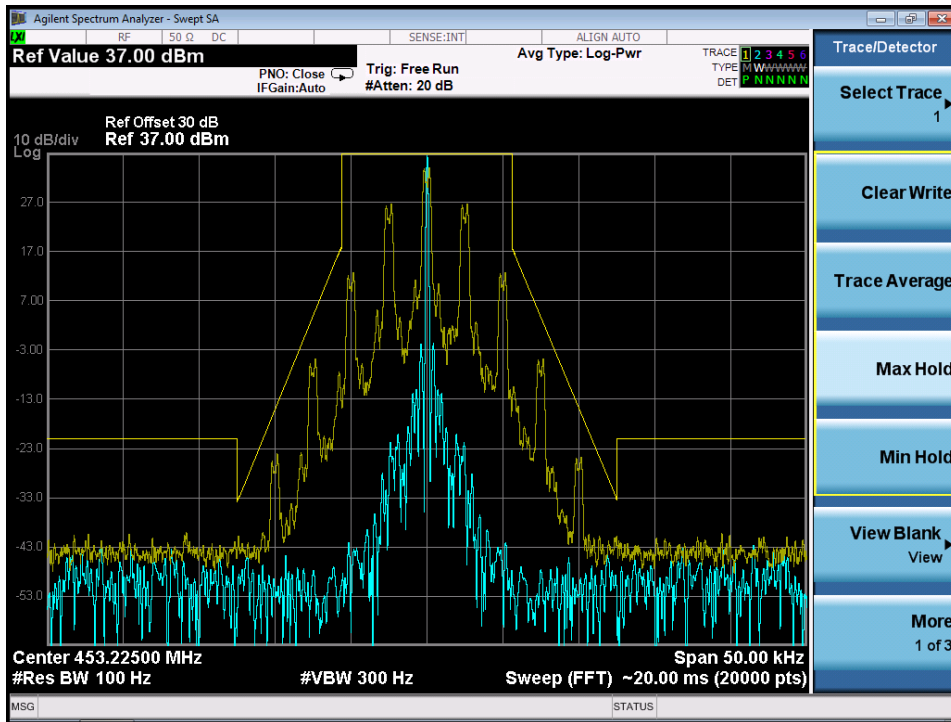 Agilent Spectrum Analyzer - Swept SA
LXI RF 50 Ω DC SENSE:INT ALIGN AUTO
Ref Value 37.00 dBm
PNO: Close
IFGain:Auto
Trig: Free Run
#Atten: 20 dB
Avg Type: Log-Pwr
TRACE 1 2 3 4 5 6
TYPE M W W W W W
DET P N N N N N
Ref Offset 30 dB
10 dB/div Ref 37.00 dBm
Log
27.0
17.0
7.00
-3.00
-13.0
-23.0
-33.0
-43.0
-53.0
Center 453.22500 MHz Span 50.00 kHz
#Res BW 100 Hz #VBW 300 Hz Sweep (FFT) ~20.00 ms (20000 pts)
MSG STATUS
Trace/Detector
Select Trace
1
Clear Write
Trace Average
Max Hold
Min Hold
View Blank
View
More
1 of 3